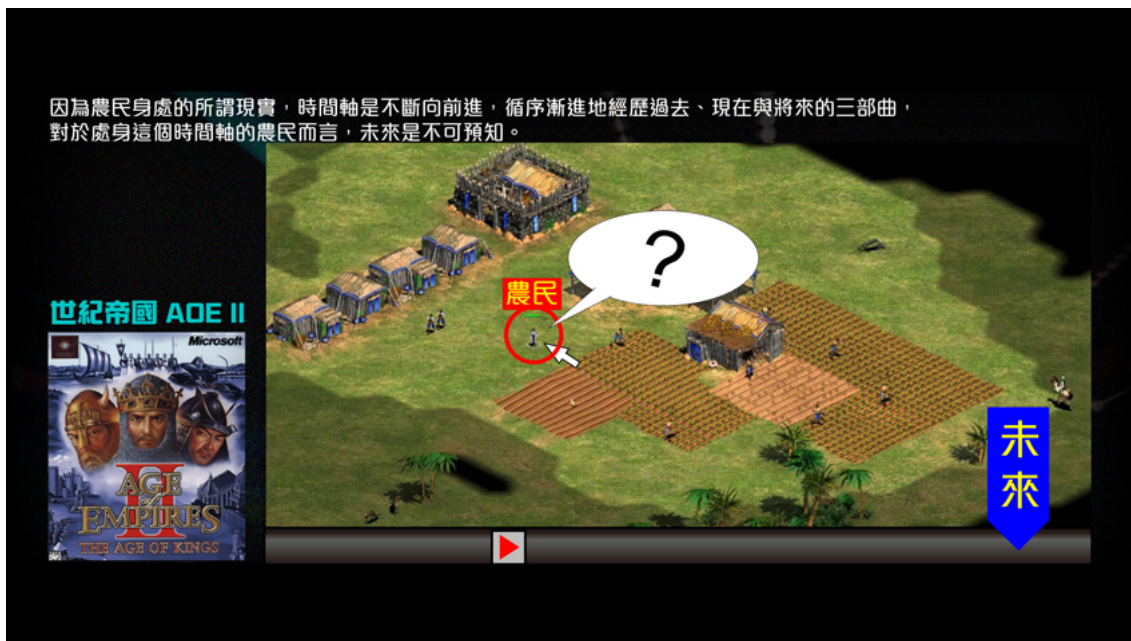 因為農民身處的所謂現實，時間軸是不斷向前進，循序漸進地經歷過去、現在與將來的三部曲，
對於處身這個時間軸的農民而言，未來是不可預知。
?
農民
世紀帝國 AOE II
Microsoft
AGE
of
EMPIRES
II
THE AGE OF KINGS
未來